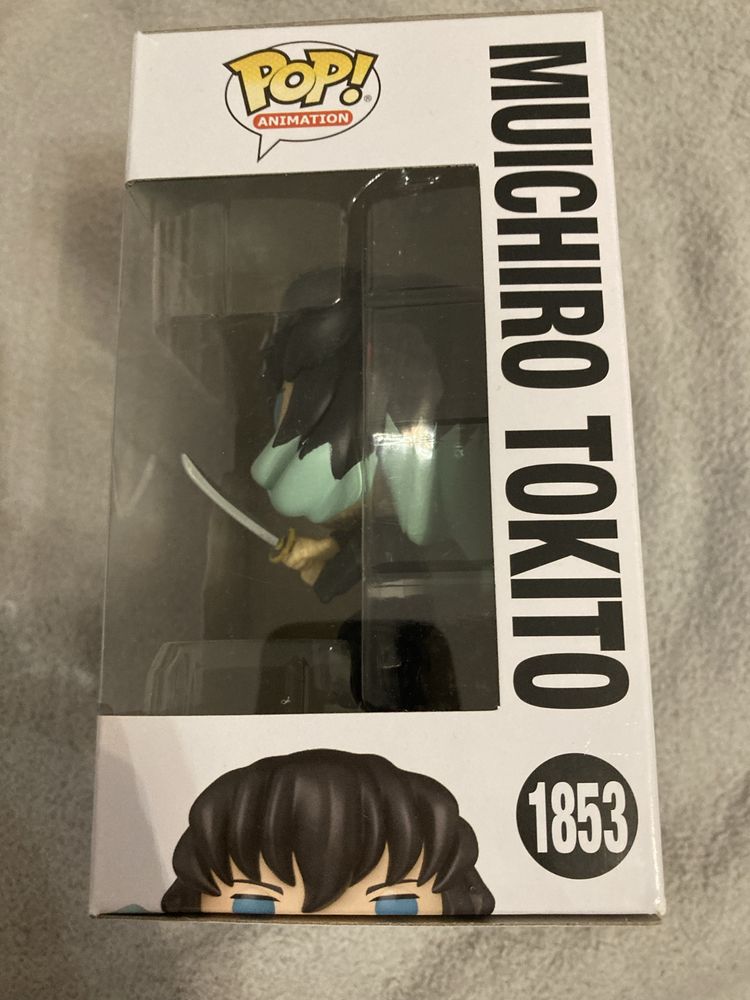 POP!®
ANIMATION
MUICHIRO TOKITO
1853